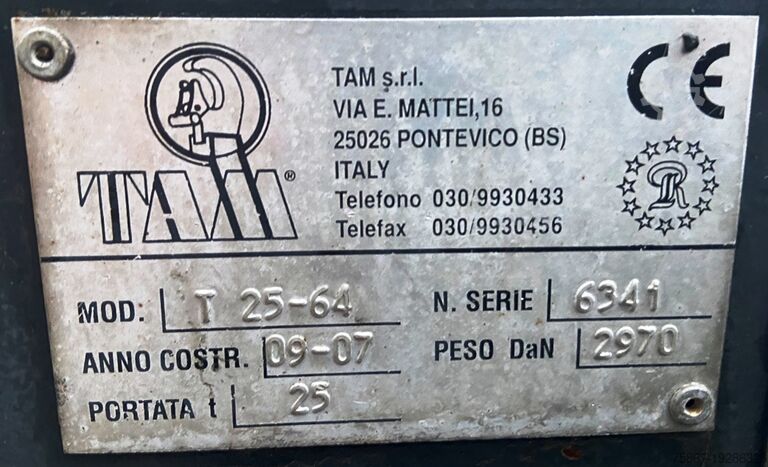 TAM s.r.l.
VIA E. MATTEI,16
25026 PONTEVICO (BS)
ITALY
Telefono 030/9930433
Telefax 030/9930456
TAM®
CE
R
MOD: T 25-64
N. SERIE 6341
ANNO COSTR. 09-07
PESO DaN 2970
PORTATA t 25